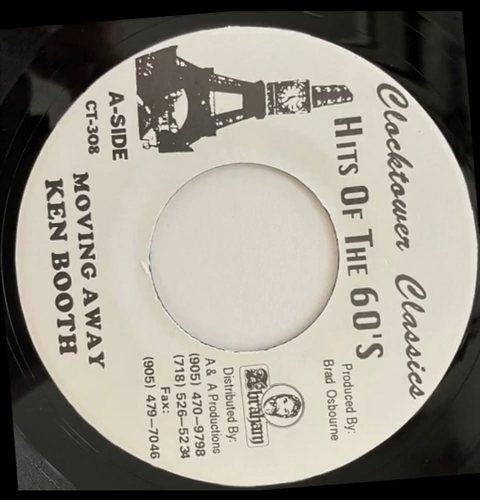 Clocktower Classics
HITS OF THE 60'S
A-SIDE
CT-308
Produced By:
Brad Osbourne
Abraham
Distributed By:
A & A Productions
(905) 470-9798
(718) 526-5234
Fax:
(905) 479-7046
MOVING AWAY
KEN BOOTH